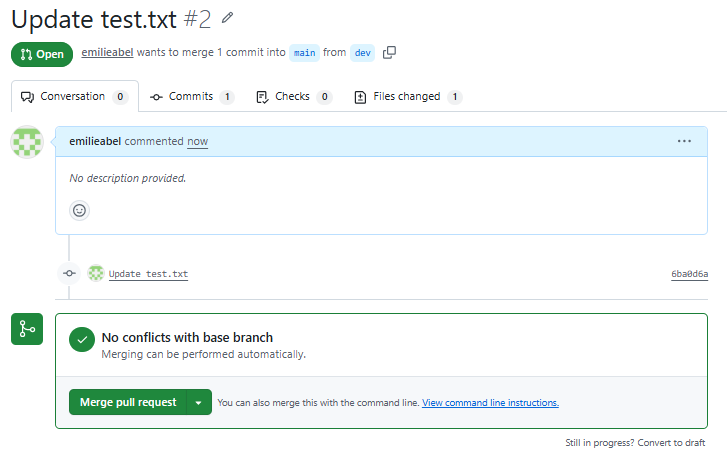 Update test.txt #2
Open emilieabel wants to merge 1 commit into main from dev
Conversation 0 Commits 1 Checks 0 Files changed 1
emilieabel commented now
No description provided.
Update test.txt 6ba0d6a
No conflicts with base branch
Merging can be performed automatically.
Merge pull request You can also merge this with the command line. View command line instructions.
Still in progress? Convert to draft